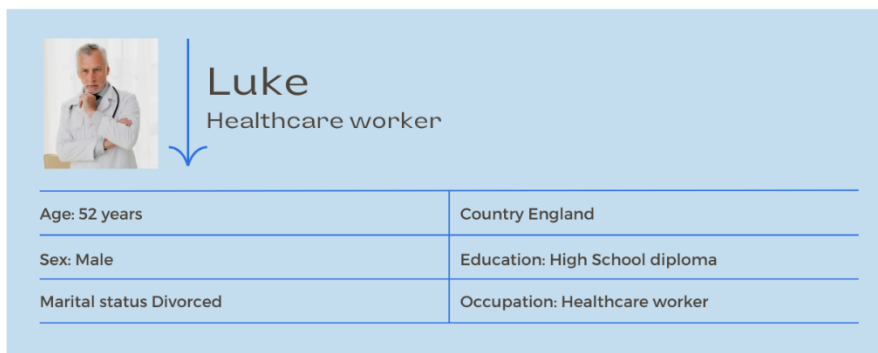 Luke
Healthcare worker
Age: 52 years
Country England
Sex: Male
Education: High School diploma
Marital status Divorced
Occupation: Healthcare worker